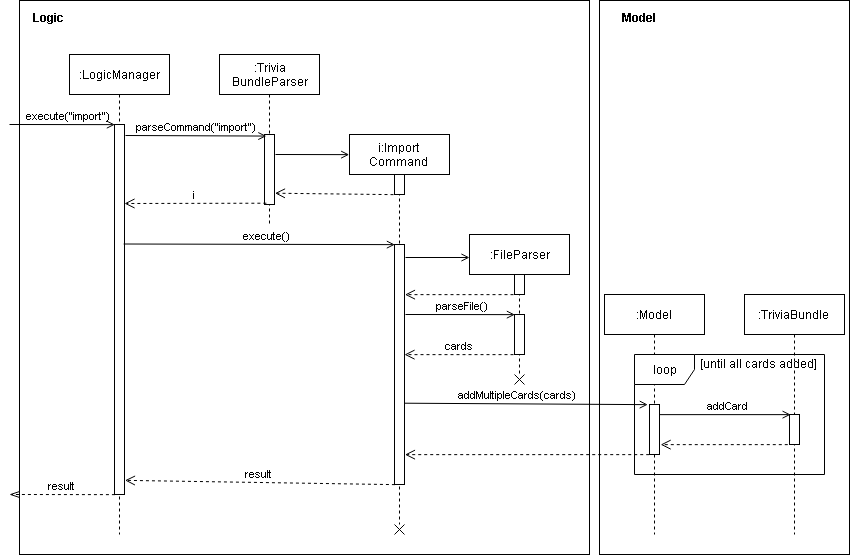 Logic
Model
:LogicManager
:Trivia
BundleParser
execute("import")
parseCommand("import")
i:Import
Command
i
execute()
:FileParser
parseFile()
cards
:Model
:TriviaBundle
loop
[until all cards added]
addMultipleCards(cards)
addCard
result
result